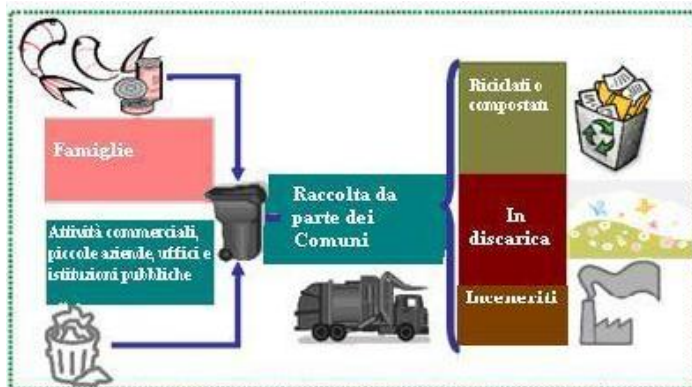 Famiglie
Attività commerciali,
piccole aziende, uffici e
istituzioni pubbliche
Raccolta da
parte dei
Comuni
Riciclati o
compostati
In
discarica
Inceneriti